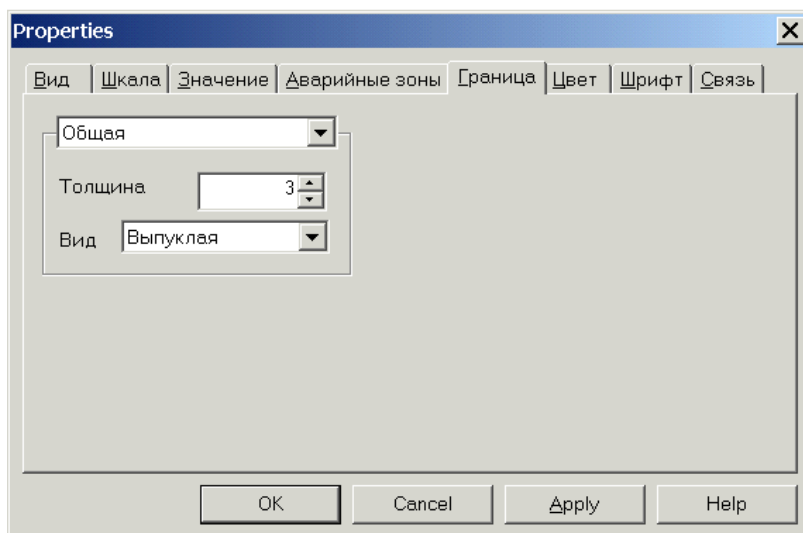 Properties
Вид Шкала Значение Аварийные зоны Граница Цвет Шрифт Связь
Общая
Толщина 3
Вид Выпуклая
OK Cancel Apply Help